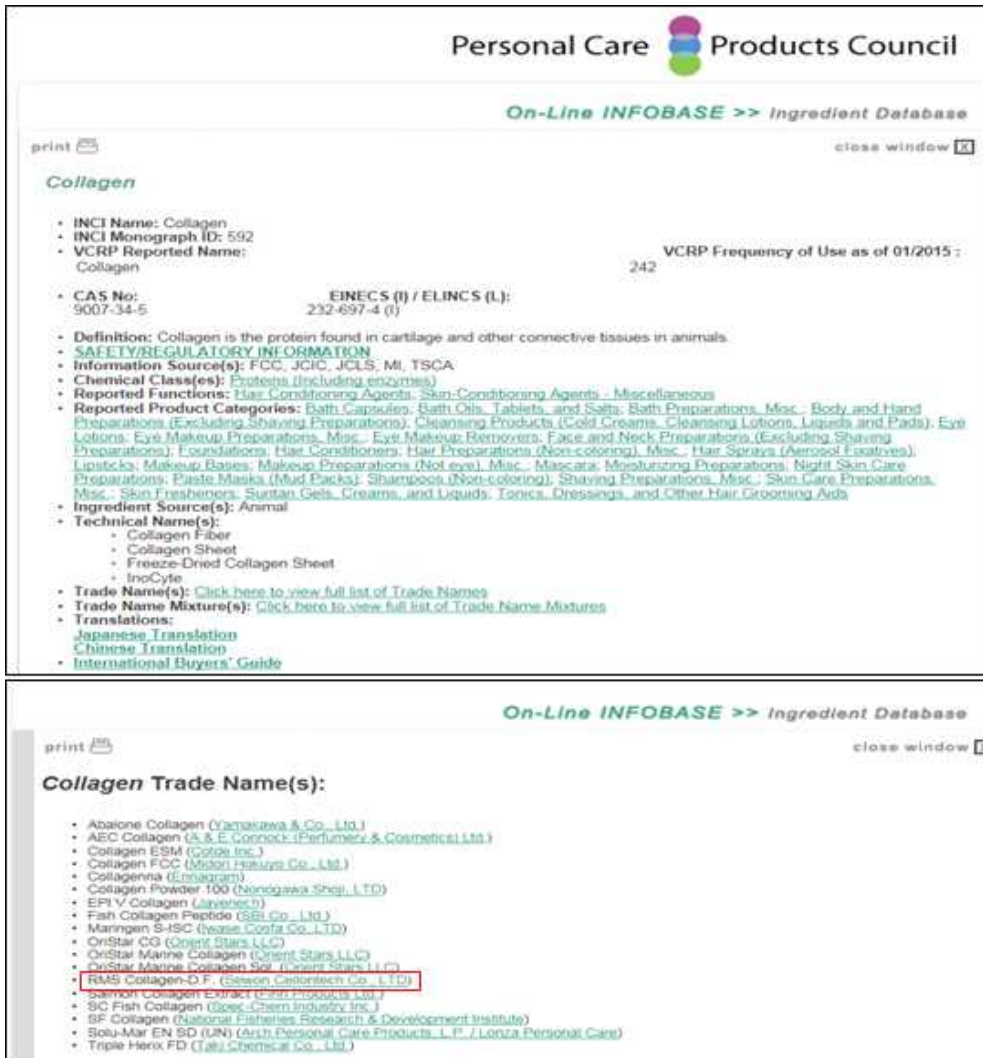 Personal Care Products Council
On-Line INFOBASE >> Ingredient Database
print close window X
Collagen
• INCI Name: Collagen
• INCI Monograph ID: 592
• VCRP Reported Name: VCRP Frequency of Use as of 01/2015 :
Collagen 242
• CAS No: EINECS (I) / ELINCS (L):
9007-34-5 232-697-4 (I)
• Definition: Collagen is the protein found in cartilage and other connective tissues in animals.
• SAFETY/REGULATORY INFORMATION
• Information Source(s): FCC, JCIC, JCLS, MI, TSCA
• Chemical Class(es): Proteins (Including enzymes)
• Reported Functions: Hair Conditioning Agents; Skin-Conditioning Agents - Miscellaneous
• Reported Product Categories: Bath Capsules; Bath Oils, Tablets, and Salts; Bath Preparations, Misc.; Body and Hand
Preparations (Excluding Shaving Preparations); Cleansing Products (Cold Creams, Cleansing Lotions, Liquids and Pads); Eye
Lotions; Eye Makeup Preparations, Misc.; Eye Makeup Removers; Face and Neck Preparations (Excluding Shaving
Preparations); Foundations; Hair Conditioners; Hair Preparations (Non-coloring), Misc.; Hair Sprays (Aerosol Fixatives);
Lipsticks; Makeup Bases; Makeup Preparations (Not eye), Misc.; Mascara; Moisturizing Preparations; Night Skin Care
Preparations; Paste Masks (Mud Packs); Shampoos (Non-coloring); Shaving Preparations, Misc.; Skin Care Preparations,
Misc.; Skin Fresheners; Suntan Gels, Creams, and Liquids; Tonics, Dressings, and Other Hair Grooming Aids
• Ingredient Source(s): Animal
• Technical Name(s):
• Collagen Fiber
• Collagen Sheet
• Freeze-Dried Collagen Sheet
• InoCyte
• Trade Name(s): Click here to view full list of Trade Names
• Trade Name Mixture(s): Click here to view full list of Trade Name Mixtures
• Translations:
Japanese Translation
Chinese Translation
• International Buyers' Guide
On-Line INFOBASE >> Ingredient Database
print close window
Collagen Trade Name(s):
• Abalone Collagen (Yamakawa & Co., Ltd.)
• AEC Collagen (A & E Connock (Perfumery & Cosmetics) Ltd.)
• Collagen ESM (Colde Inc.)
• Collagen FCC (Midori Hokuyo Co., Ltd.)
• Collagenna (Ennagram)
• Collagen Powder 100 (Nonogawa Shoji, LTD)
• EPI V Collagen (Javenech)
• Fish Collagen Peptide (SBI Co., Ltd.)
• Maringen S-ISC (Iwase Cosfa Co., LTD)
• OriStar CG (Orient Stars LLC)
• OriStar Marine Collagen (Orient Stars LLC)
• OriStar Marine Collagen Sol. (Orient Stars LLC)
• RMS Collagen-D.F. (Sewon Cellontech Co., LTD)
• Salmon Collagen Extract (Finn Products Ltd.)
• SC Fish Collagen (Spec-Chem Industry Inc.)
• SF Collagen (National Fisheries Research & Development Institute)
• Solu-Mar EN SD (UN) (Arch Personal Care Products, L.P. / Lonza Personal Care)
• Triple Helix FD (Taki Chemical Co., Ltd.)